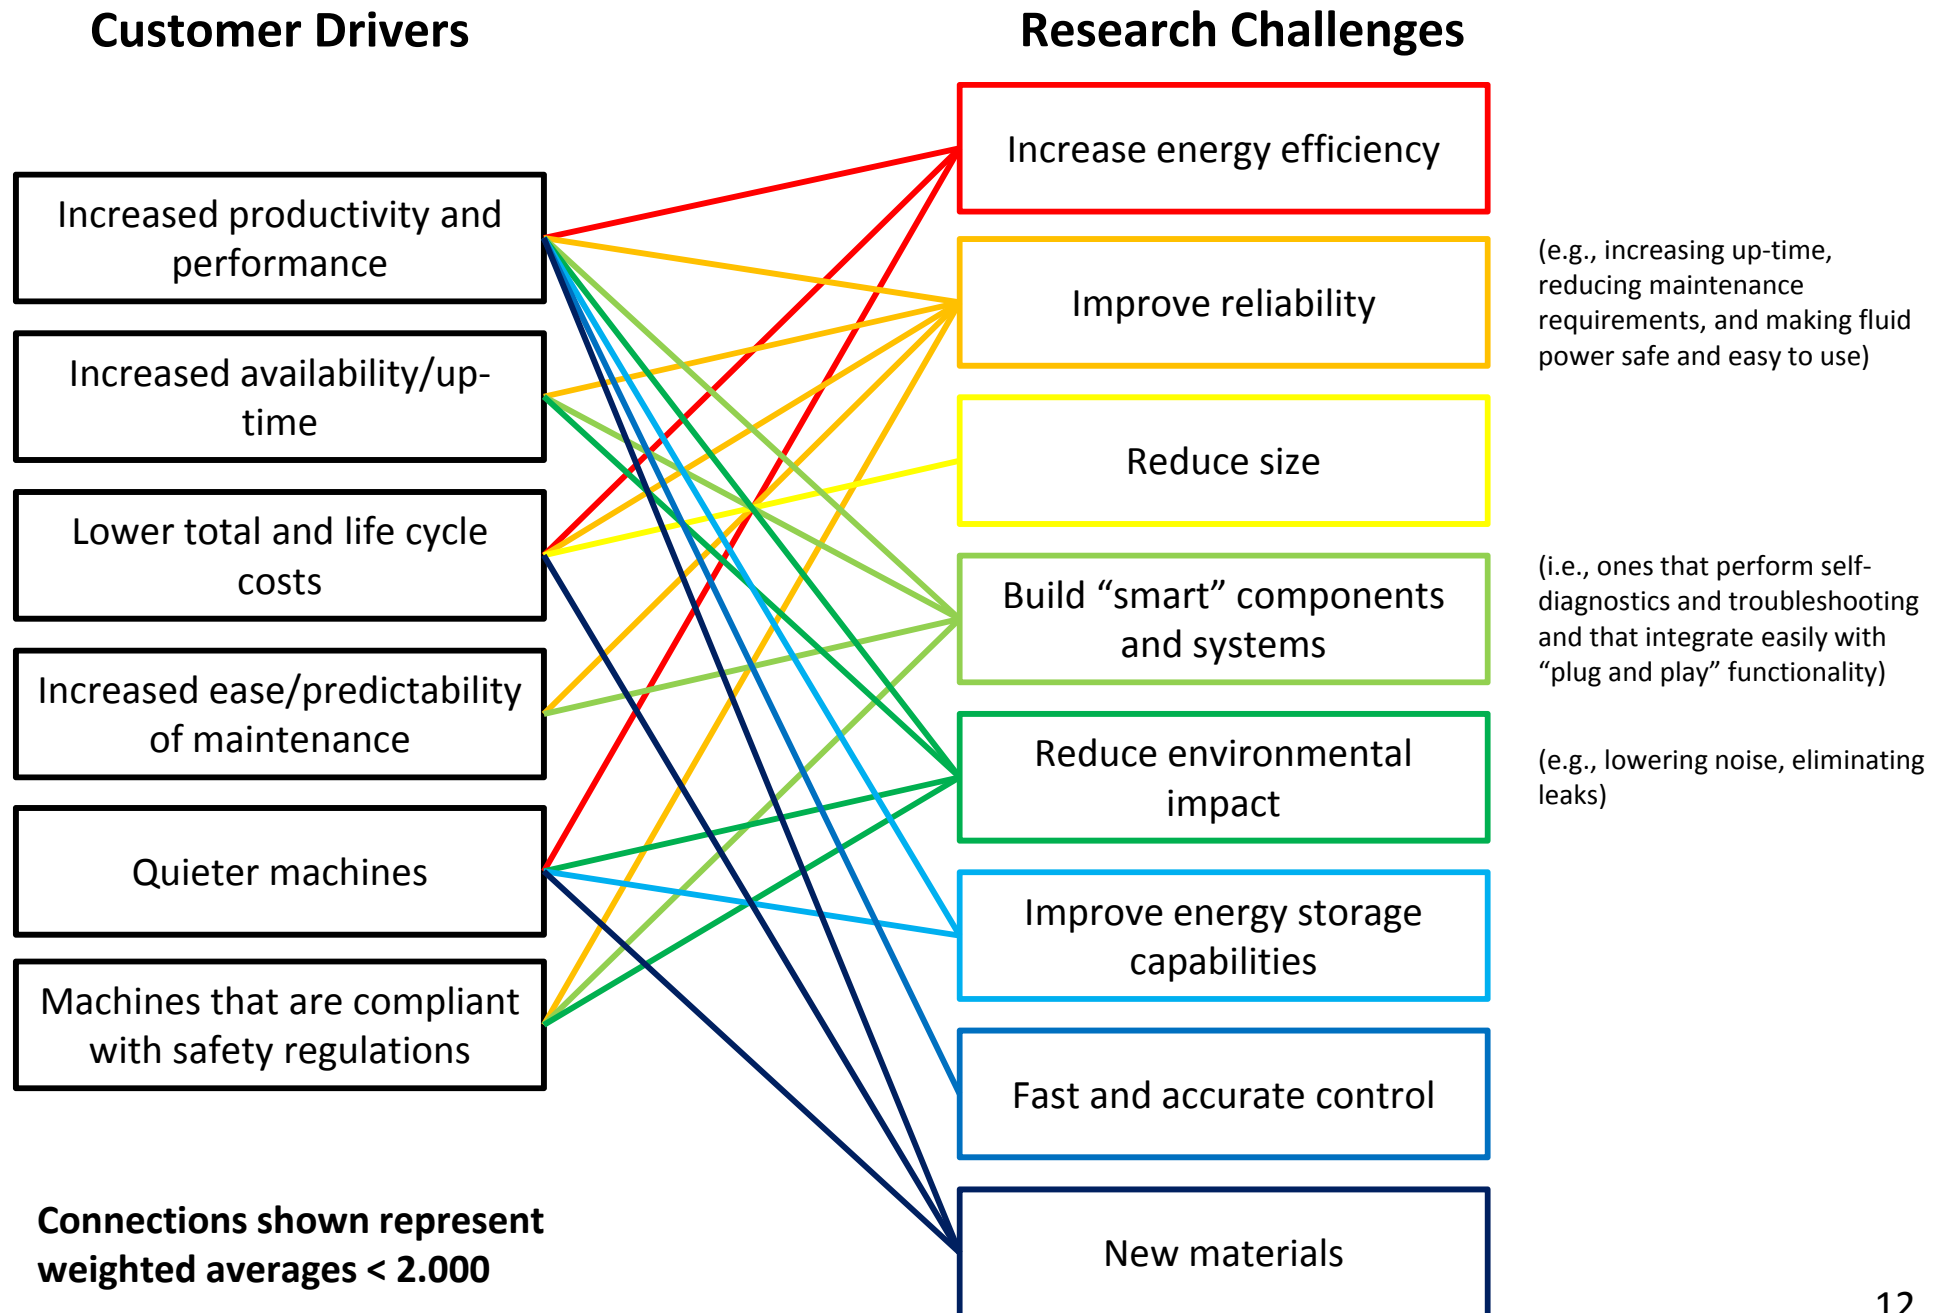 Customer Drivers
Research Challenges
Increased productivity and
performance
Increased availability/up-
time
Lower total and life cycle
costs
Increased ease/predictability
of maintenance
Quieter machines
Machines that are compliant
with safety regulations
Connections shown represent
weighted averages < 2.000
Increase energy efficiency
Improve reliability
(e.g., increasing up-time,
reducing maintenance
requirements, and making fluid
power safe and easy to use)
Reduce size
Build “smart” components
and systems
(i.e., ones that perform self-
diagnostics and troubleshooting
and that integrate easily with
“plug and play” functionality)
Reduce environmental
impact
(e.g., lowering noise, eliminating
leaks)
Improve energy storage
capabilities
Fast and accurate control
New materials
12